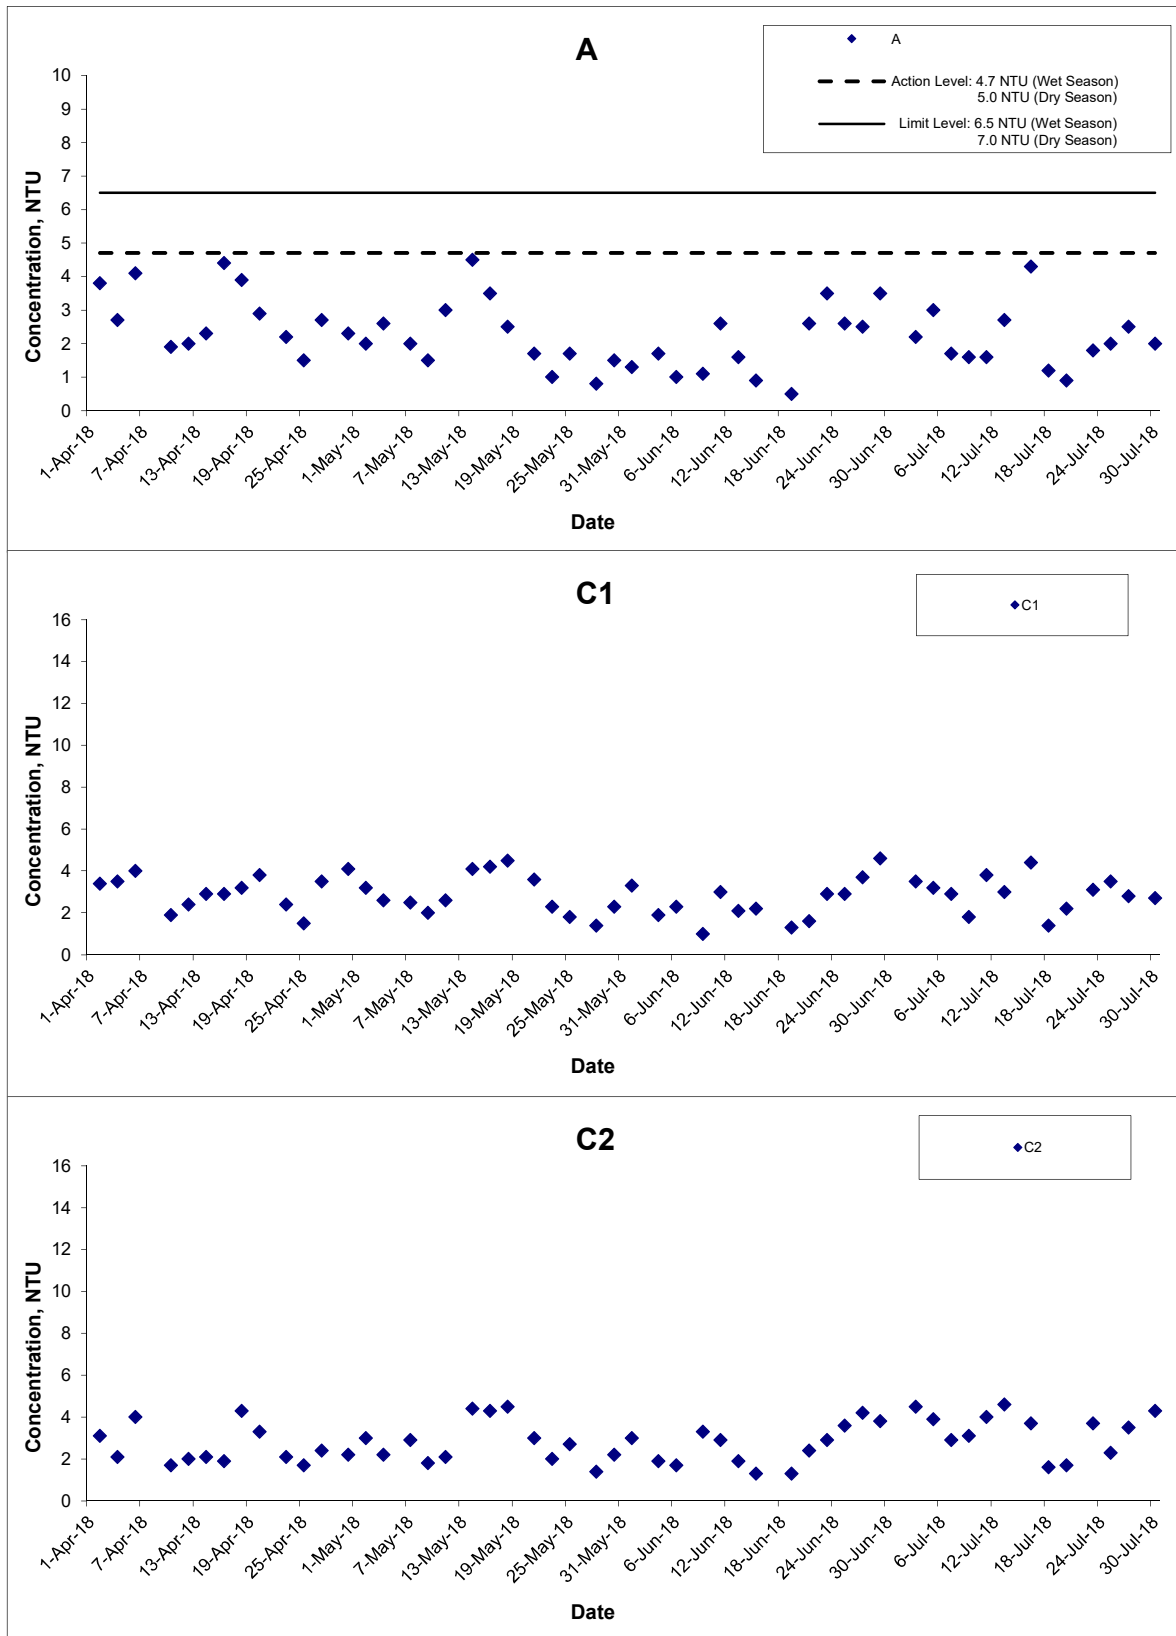 A
A
Action Level: 4.7 NTU (Wet Season)
5.0 NTU (Dry Season)
Limit Level: 6.5 NTU (Wet Season)
7.0 NTU (Dry Season)
Concentration, NTU
10
9
8
7
6
5
4
3
2
1
0
1-Apr-18
7-Apr-18
13-Apr-18
19-Apr-18
25-Apr-18
1-May-18
7-May-18
13-May-18
19-May-18
25-May-18
31-May-18
6-Jun-18
12-Jun-18
18-Jun-18
24-Jun-18
30-Jun-18
6-Jul-18
12-Jul-18
18-Jul-18
24-Jul-18
30-Jul-18
Date
C1
C1
Concentration, NTU
16
14
12
10
8
6
4
2
0
1-Apr-18
7-Apr-18
13-Apr-18
19-Apr-18
25-Apr-18
1-May-18
7-May-18
13-May-18
19-May-18
25-May-18
31-May-18
6-Jun-18
12-Jun-18
18-Jun-18
24-Jun-18
30-Jun-18
6-Jul-18
12-Jul-18
18-Jul-18
24-Jul-18
30-Jul-18
Date
C2
C2
Concentration, NTU
16
14
12
10
8
6
4
2
0
1-Apr-18
7-Apr-18
13-Apr-18
19-Apr-18
25-Apr-18
1-May-18
7-May-18
13-May-18
19-May-18
25-May-18
31-May-18
6-Jun-18
12-Jun-18
18-Jun-18
24-Jun-18
30-Jun-18
6-Jul-18
12-Jul-18
18-Jul-18
24-Jul-18
30-Jul-18
Date